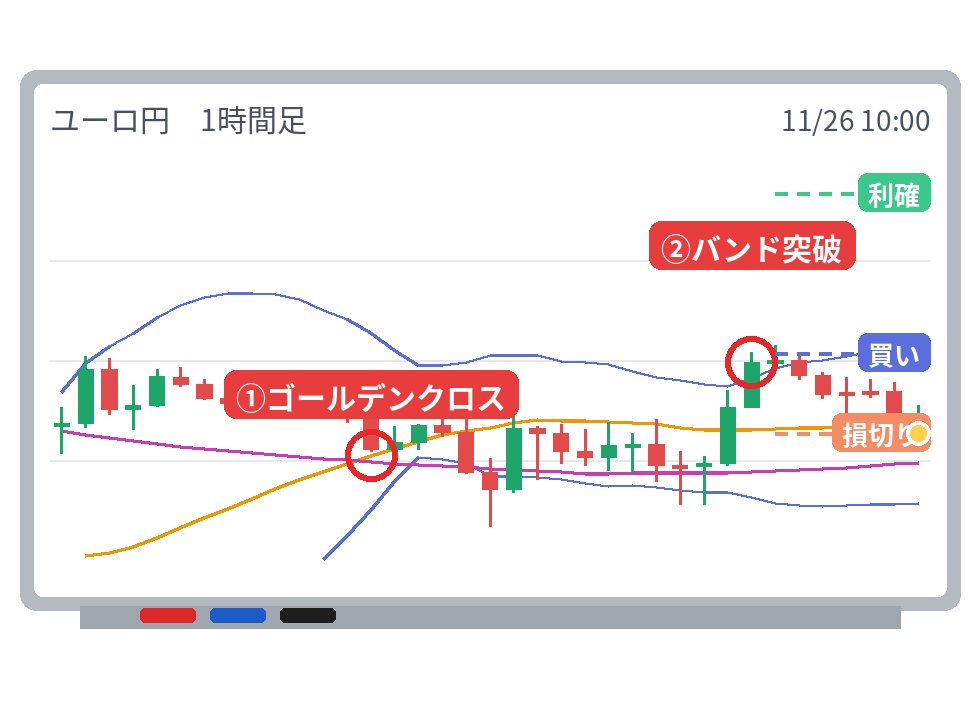 ユーロ円 1時間足
11/26 10:00
利確
②バンド突破
買い
①ゴールデンクロス
損切り